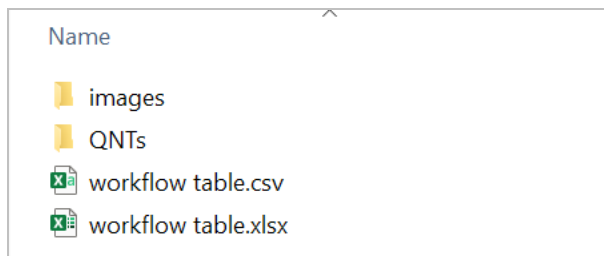 Name
images
QNTs
workflow table.csv
workflow table.xlsx